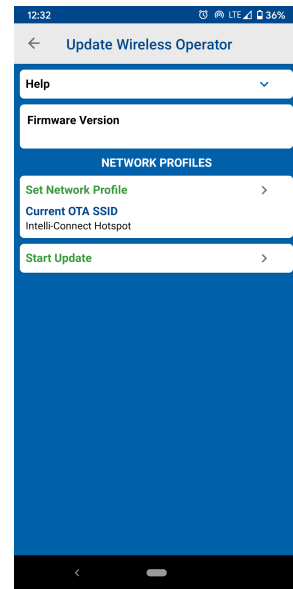 12:32 LTE 36%
Update Wireless Operator
Help
Firmware Version
NETWORK PROFILES
Set Network Profile
Current OTA SSID
Intelli-Connect Hotspot
Start Update